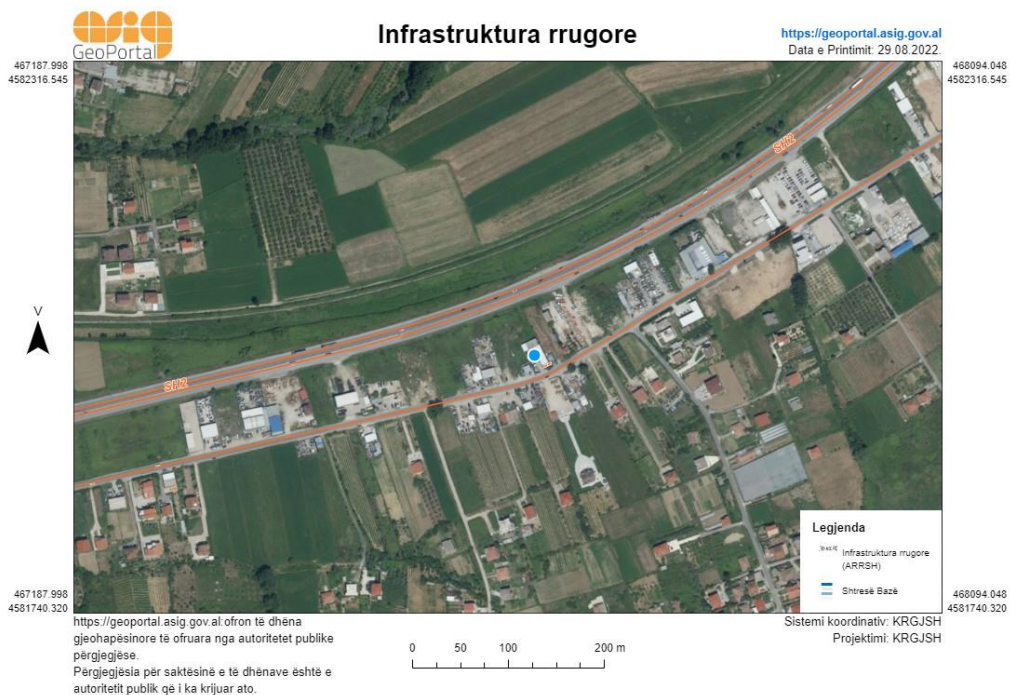 asig
GeoPortal
Infrastruktura rrugore
https://geoportal.asig.gov.al
Data e Printimit: 29.08.2022.
467187.998
4582316.545
468094.048
4582316.545
SH2
V
SH2
Legjenda
Infrastruktura rrugore
(ARRSH)
Shtresë Bazë
467187.998
4581740.320
468094.048
4581740.320
https://geoportal.asig.gov.al:ofron të dhëna
gjeohapësinore të ofruara nga autoritetet publike
përgjegjëse.
Përgjegjësia për saktësinë e të dhënave është e
autoritetit publik që i ka krijuar ato.
0 50 100 200 m
Sistemi koordinativ: KRGJSH
Projektimi: KRGJSH